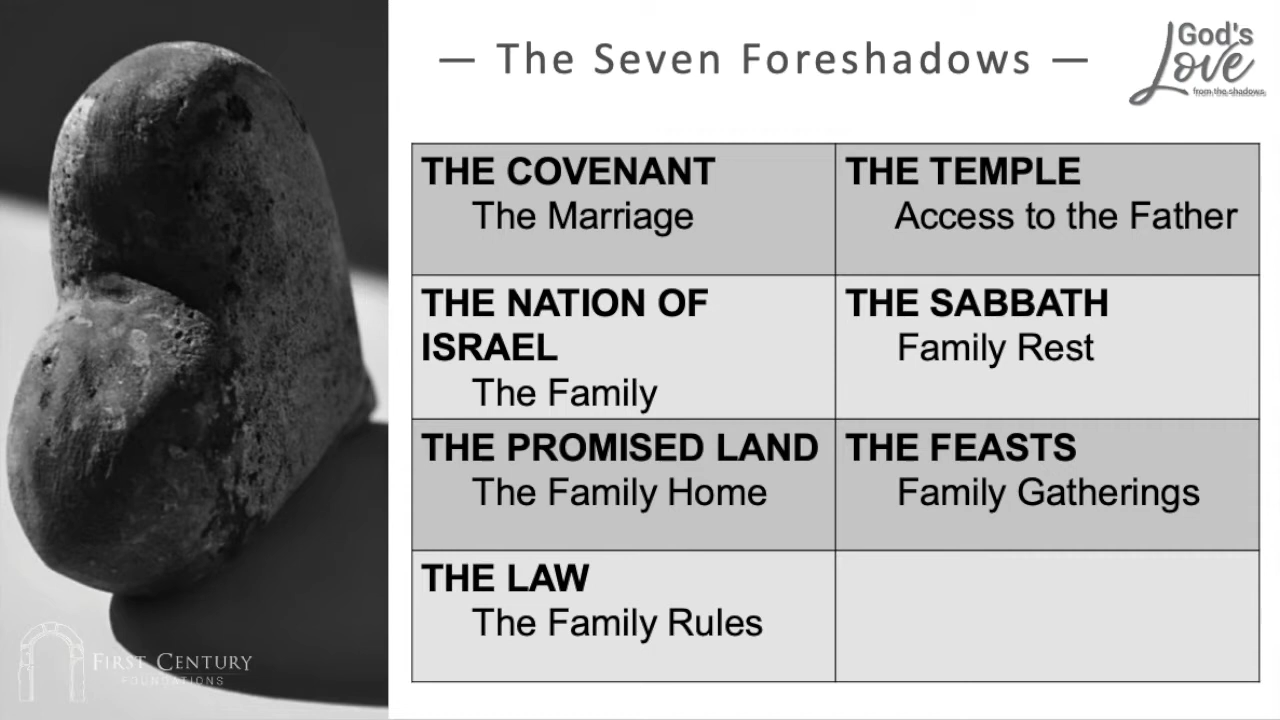 — The Seven Foreshadows —
God's
Love
from the shadows
THE COVENANT
The Marriage
THE TEMPLE
Access to the Father
THE NATION OF
ISRAEL
The Family
THE SABBATH
Family Rest
THE PROMISED LAND
The Family Home
THE FEASTS
Family Gatherings
THE LAW
The Family Rules
FIRST CENTURY
FOUNDATIONS